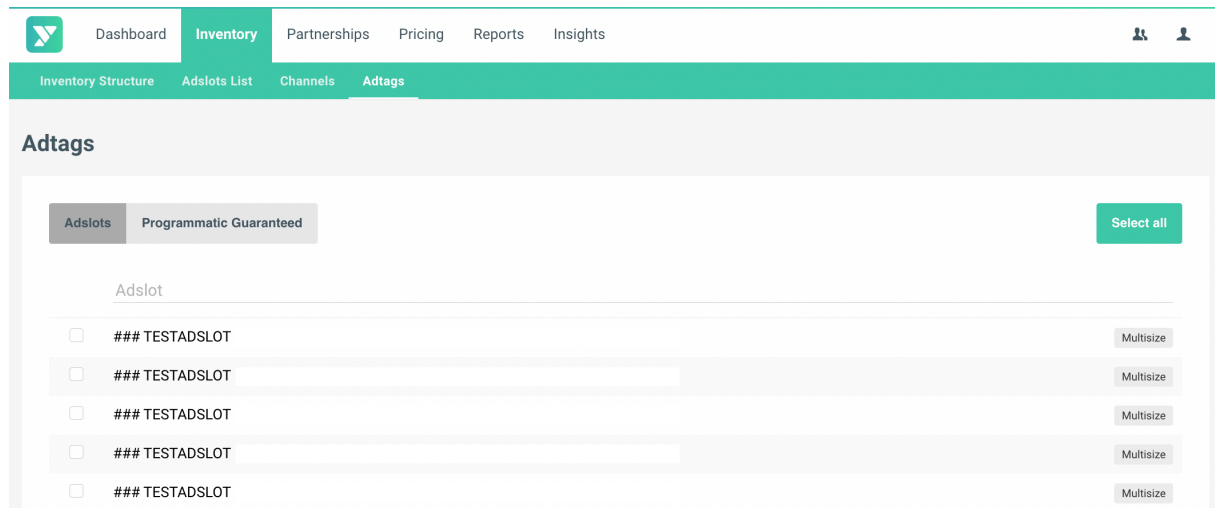 Dashboard Inventory Partnerships Pricing Reports Insights
Inventory Structure Adslots List Channels Adtags
Adtags
Adslots Programmatic Guaranteed Select all
Adslot
### TESTADSLOT Multisize
### TESTADSLOT Multisize
### TESTADSLOT Multisize
### TESTADSLOT Multisize
### TESTADSLOT Multisize